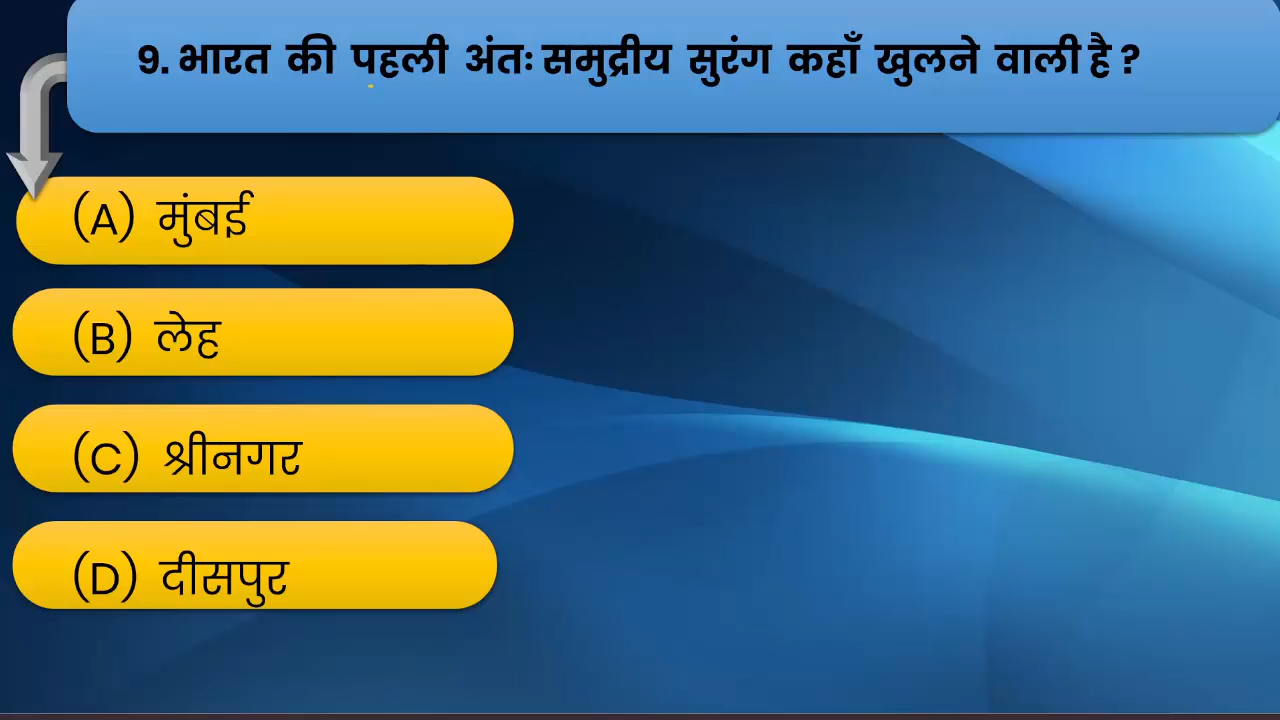 9. भारत की पहली अंतः समुद्रीय सुरंग कहाँ खुलने वाली है ?
(A) मुंबई
(B) लेह
(C) श्रीनगर
(D) दीसपुर